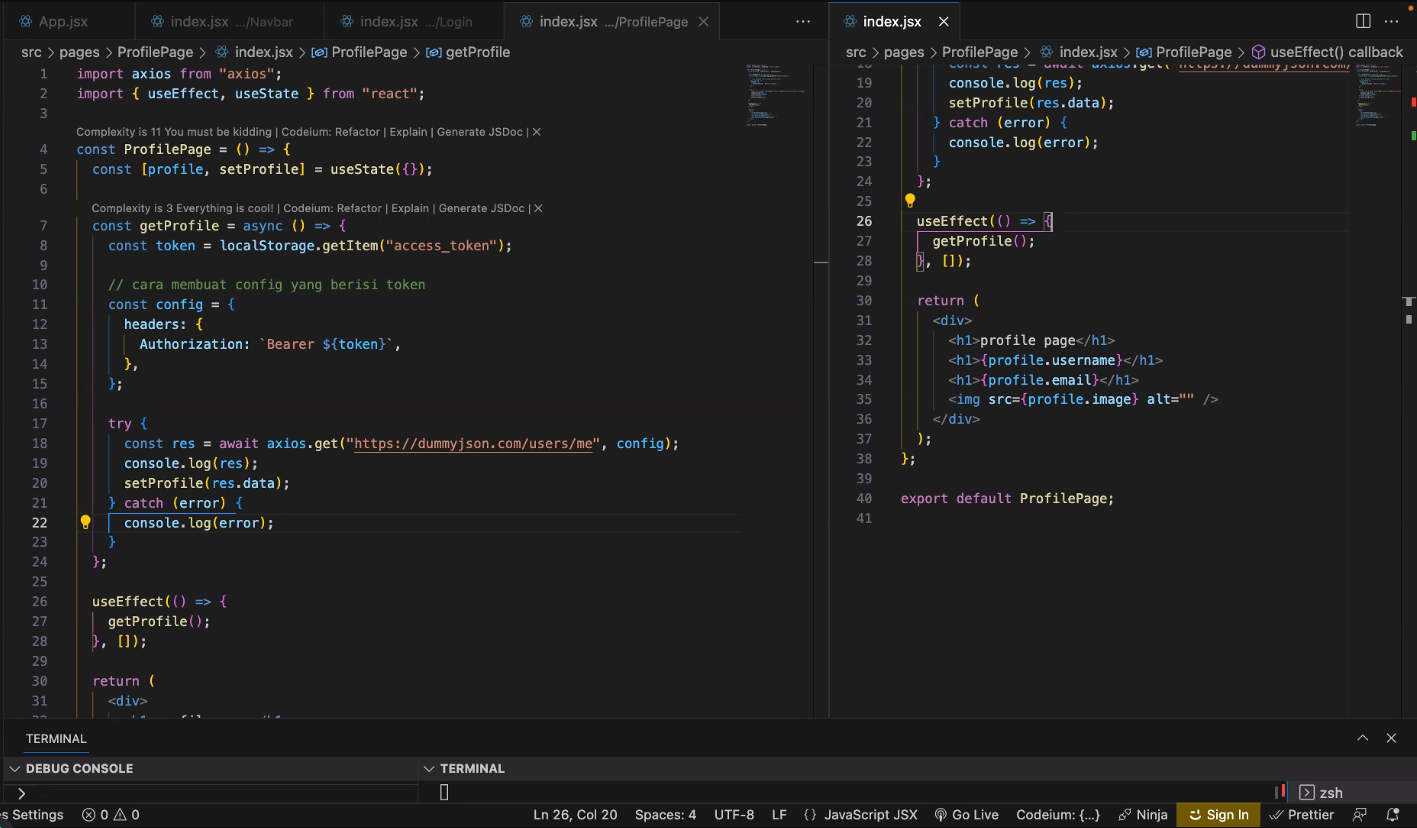 App.jsx
index.jsx .../Navbar
index.jsx .../Login
index.jsx .../ProfilePage
index.jsx
src > pages > ProfilePage > index.jsx > ProfilePage > getProfile
1 import axios from "axios";
2 import { useEffect, useState } from "react";
3
Complexity is 11 You must be kidding | Codeium: Refactor | Explain | Generate JSDoc | ×
4 const ProfilePage = () => {
5 const [profile, setProfile] = useState({});
6
Complexity is 3 Everything is cool! | Codeium: Refactor | Explain | Generate JSDoc | ×
7 const getProfile = async () => {
8 const token = localStorage.getItem("access_token");
9
10 // cara membuat config yang berisi token
11 const config = {
12 headers: {
13 Authorization: `Bearer ${token}`,
14 },
15 };
16
17 try {
18 const res = await axios.get("https://dummyjson.com/users/me", config);
19 console.log(res);
20 setProfile(res.data);
21 } catch (error) {
22 console.log(error);
23 }
24 };
25
26 useEffect(() => {
27 getProfile();
28 }, []);
29
30 return (
31 <div>
src > pages > ProfilePage > index.jsx > ProfilePage > useEffect() callback
const res = await axios.get("https://dummyjson.com/
19 console.log(res);
20 setProfile(res.data);
21 } catch (error) {
22 console.log(error);
23 }
24 };
25
26 useEffect(() => {
27 getProfile();
28 }, []);
29
30 return (
31 <div>
32 <h1>profile page</h1>
33 <h1>{profile.username}</h1>
34 <h1>{profile.email}</h1>
35 <img src={profile.image} alt="" />
36 </div>
37 );
38 };
39
40 export default ProfilePage;
41
TERMINAL
DEBUG CONSOLE
TERMINAL
zsh
s Settings 0 0 Ln 26, Col 20 Spaces: 4 UTF-8 LF {} JavaScript JSX Go Live Codeium: {...} Ninja Sign In Prettier